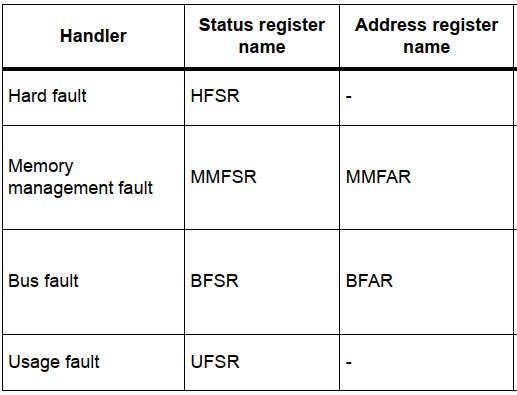 Handler
Status register
name
Address register
name
Hard fault
HFSR
-
Memory
management fault
MMFSR
MMFAR
Bus fault
BFSR
BFAR
Usage fault
UFSR
-